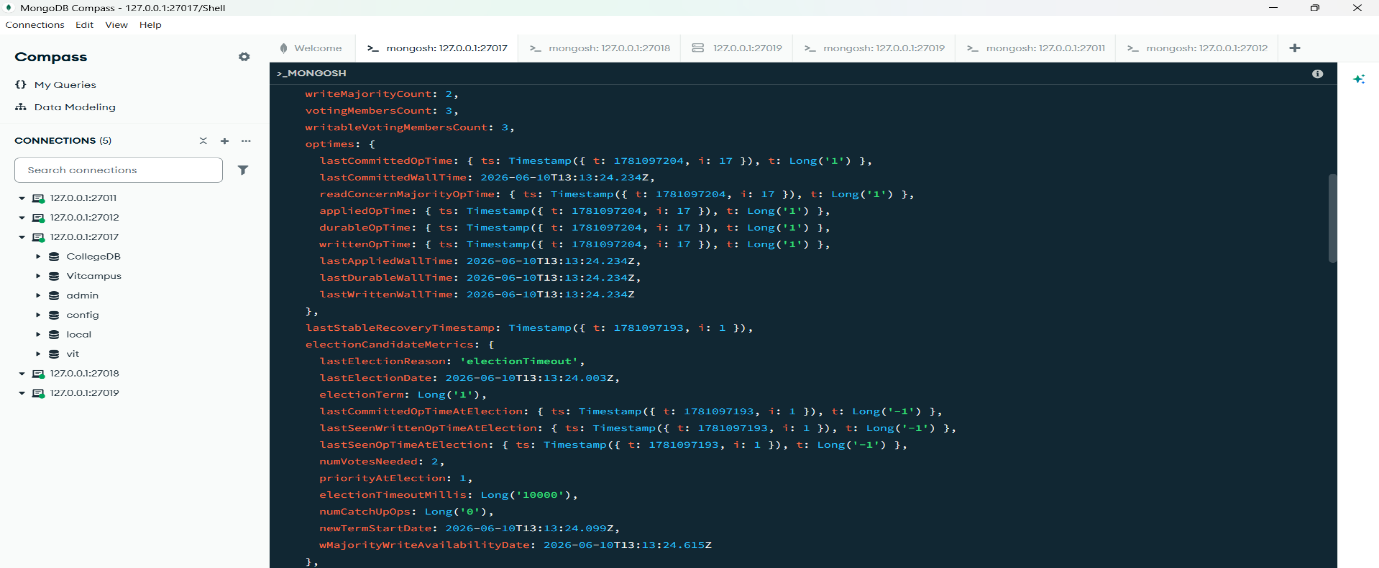 MongoDB Compass - 127.0.0.1:27017/Shell
Connections Edit View Help
Compass
My Queries
Data Modeling
CONNECTIONS (5)
Search connections
127.0.0.1:27011
127.0.0.1:27012
127.0.0.1:27017
CollegeDB
Vitcampus
admin
config
local
vit
127.0.0.1:27018
127.0.0.1:27019
Welcome
>_ mongosh: 127.0.0.1:27017
>_ mongosh: 127.0.0.1:27018
127.0.0.1:27019
>_ mongosh: 127.0.0.1:27019
>_ mongosh: 127.0.0.1:27011
>_ mongosh: 127.0.0.1:27012
>_MONGOSH
writeMajorityCount: 2,
votingMembersCount: 3,
writableVotingMembersCount: 3,
optimes: {
lastCommittedOpTime: { ts: Timestamp({ t: 1781097204, i: 17 }), t: Long('1') },
lastCommittedWallTime: 2026-06-10T13:13:24.234Z,
readConcernMajorityOpTime: { ts: Timestamp({ t: 1781097204, i: 17 }), t: Long('1') },
appliedOpTime: { ts: Timestamp({ t: 1781097204, i: 17 }), t: Long('1') },
durableOpTime: { ts: Timestamp({ t: 1781097204, i: 17 }), t: Long('1') },
writtenOpTime: { ts: Timestamp({ t: 1781097204, i: 17 }), t: Long('1') },
lastAppliedWallTime: 2026-06-10T13:13:24.234Z,
lastDurableWallTime: 2026-06-10T13:13:24.234Z,
lastWrittenWallTime: 2026-06-10T13:13:24.234Z
},
lastStableRecoveryTimestamp: Timestamp({ t: 1781097193, i: 1 }),
electionCandidateMetrics: {
lastElectionReason: 'electionTimeout',
lastElectionDate: 2026-06-10T13:13:24.003Z,
electionTerm: Long('1'),
lastCommittedOpTimeAtElection: { ts: Timestamp({ t: 1781097193, i: 1 }), t: Long('-1') },
lastSeenWrittenOpTimeAtElection: { ts: Timestamp({ t: 1781097193, i: 1 }), t: Long('-1') },
lastSeenOpTimeAtElection: { ts: Timestamp({ t: 1781097193, i: 1 }), t: Long('-1') },
numVotesNeeded: 2,
priorityAtElection: 1,
electionTimeoutMillis: Long('10000'),
numCatchUpOps: Long('0'),
newTermStartDate: 2026-06-10T13:13:24.099Z,
wMajorityWriteAvailabilityDate: 2026-06-10T13:13:24.615Z
},